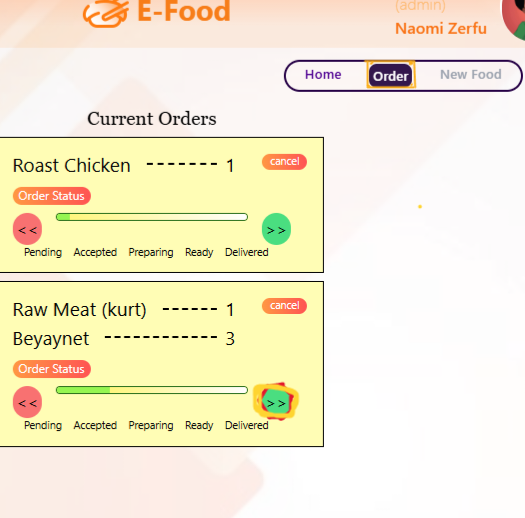 E-Food
(admin)
Naomi Zerfu
Home Order New Food
Current Orders
Roast Chicken ------- 1 cancel
Order Status
<< >>
Pending Accepted Preparing Ready Delivered
Raw Meat (kurt) ------ 1 cancel
Beyaynet ------------ 3
Order Status
<< >>
Pending Accepted Preparing Ready Delivered